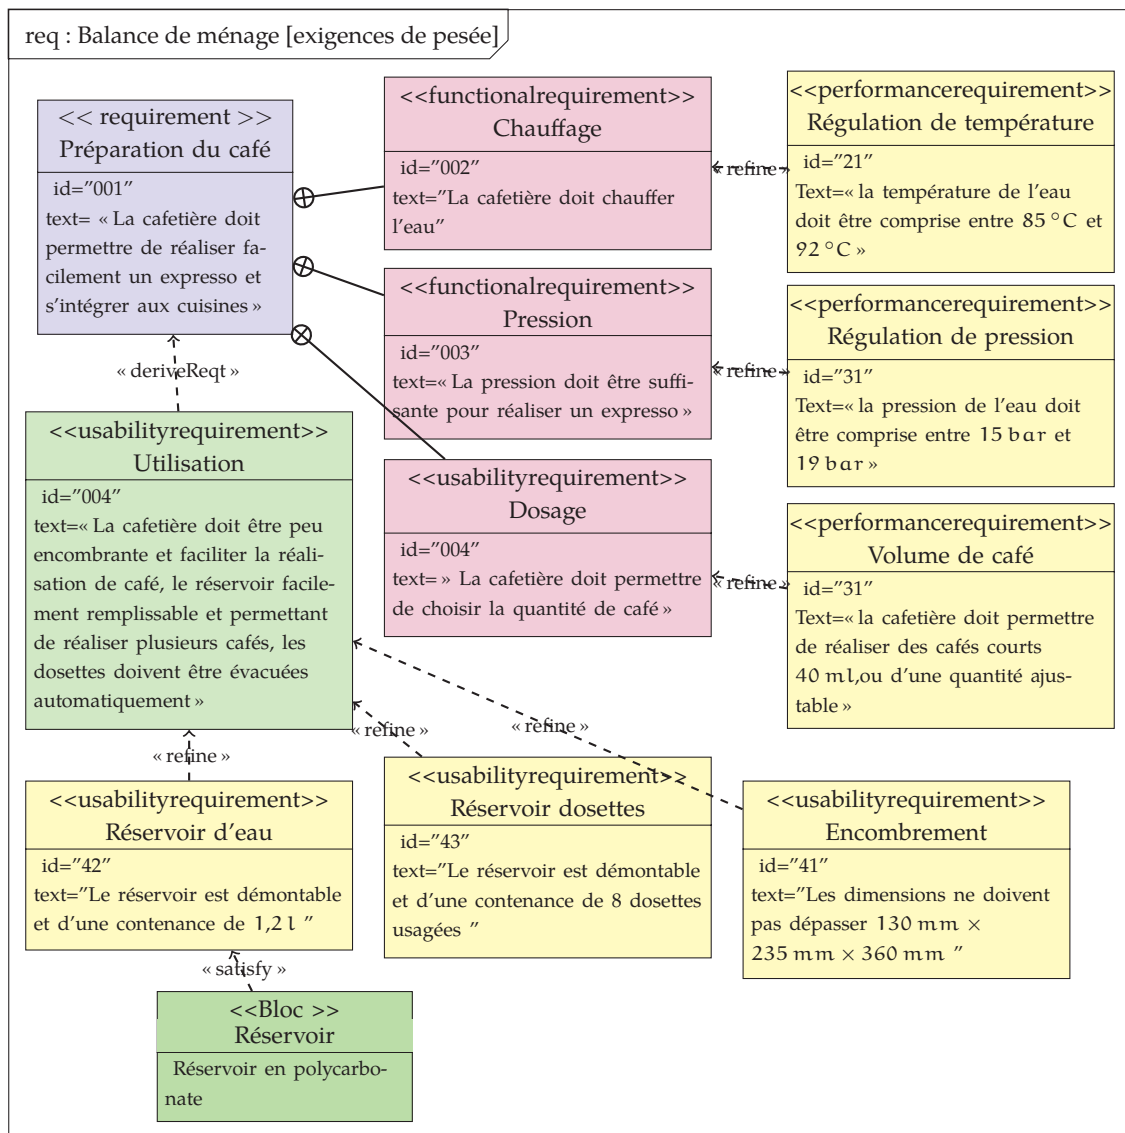 req : Balance de ménage [exigences de pesée]
<< requirement >>
Préparation du café
id=”001”
text= « La cafetière doit
permettre de réaliser fa-
cilement un expresso et
s’intégrer aux cuisines »
<<functionalrequirement>>
Chauffage
id=”002”
text=”La cafetière doit chauffer
l’eau”
<<performancerequirement>>
Régulation de température
id=”21”
Text=« la température de l’eau
doit être comprise entre 85 °C et
92 °C »
« refine »
<<functionalrequirement>>
Pression
id=”003”
text=« La pression doit être suffi-
sante pour réaliser un expresso »
<<performancerequirement>>
Régulation de pression
id=”31”
Text=« la pression de l’eau doit
être comprise entre 15 bar et
19 bar »
« refine »
« deriveReqt »
<<usabilityrequirement>>
Utilisation
id=”004”
text=« La cafetière doit être peu
encombrante et faciliter la réali-
sation de café, le réservoir facile-
ment remplissable et permettant
de réaliser plusieurs cafés, les
dosettes doivent être évacuées
automatiquement »
<<usabilityrequirement>>
Dosage
id=”004”
text= » La cafetière doit permettre
de choisir la quantité de café »
<<performancerequirement>>
Volume de café
id=”31”
Text=« la cafetière doit permettre
de réaliser des cafés courts
40 ml,ou d’une quantité ajus-
table »
« refine »
« refine »
« refine »
« refine »
<<usabilityrequirement>>
Réservoir d’eau
id=”42”
text=”Le réservoir est démontable
et d’une contenance de 1,2 l ”
<<usabilityrequirement>>
Réservoir dosettes
id=”43”
text=”Le réservoir est démontable
et d’une contenance de 8 dosettes
usagées ”
<<usabilityrequirement>>
Encombrement
id=”41”
text=”Les dimensions ne doivent
pas dépasser 130 mm ×
235 mm × 360 mm ”
« satisfy »
<<Bloc >>
Réservoir
Réservoir en polycarbo-
nate